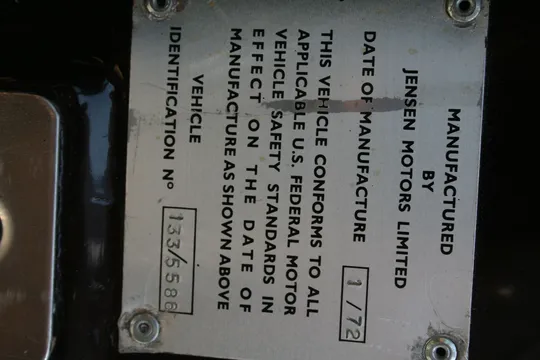 MANUFACTURED
BY
JENSEN MOTORS LIMITED
DATE OF MANUFACTURE 1/72
THIS VEHICLE CONFORMS TO ALL
APPLICABLE U.S. FEDERAL MOTOR
VEHICLE SAFETY STANDARDS IN
EFFECT ON THE DATE OF
MANUFACTURE AS SHOWN ABOVE
VEHICLE
IDENTIFICATION Nº 133/5586